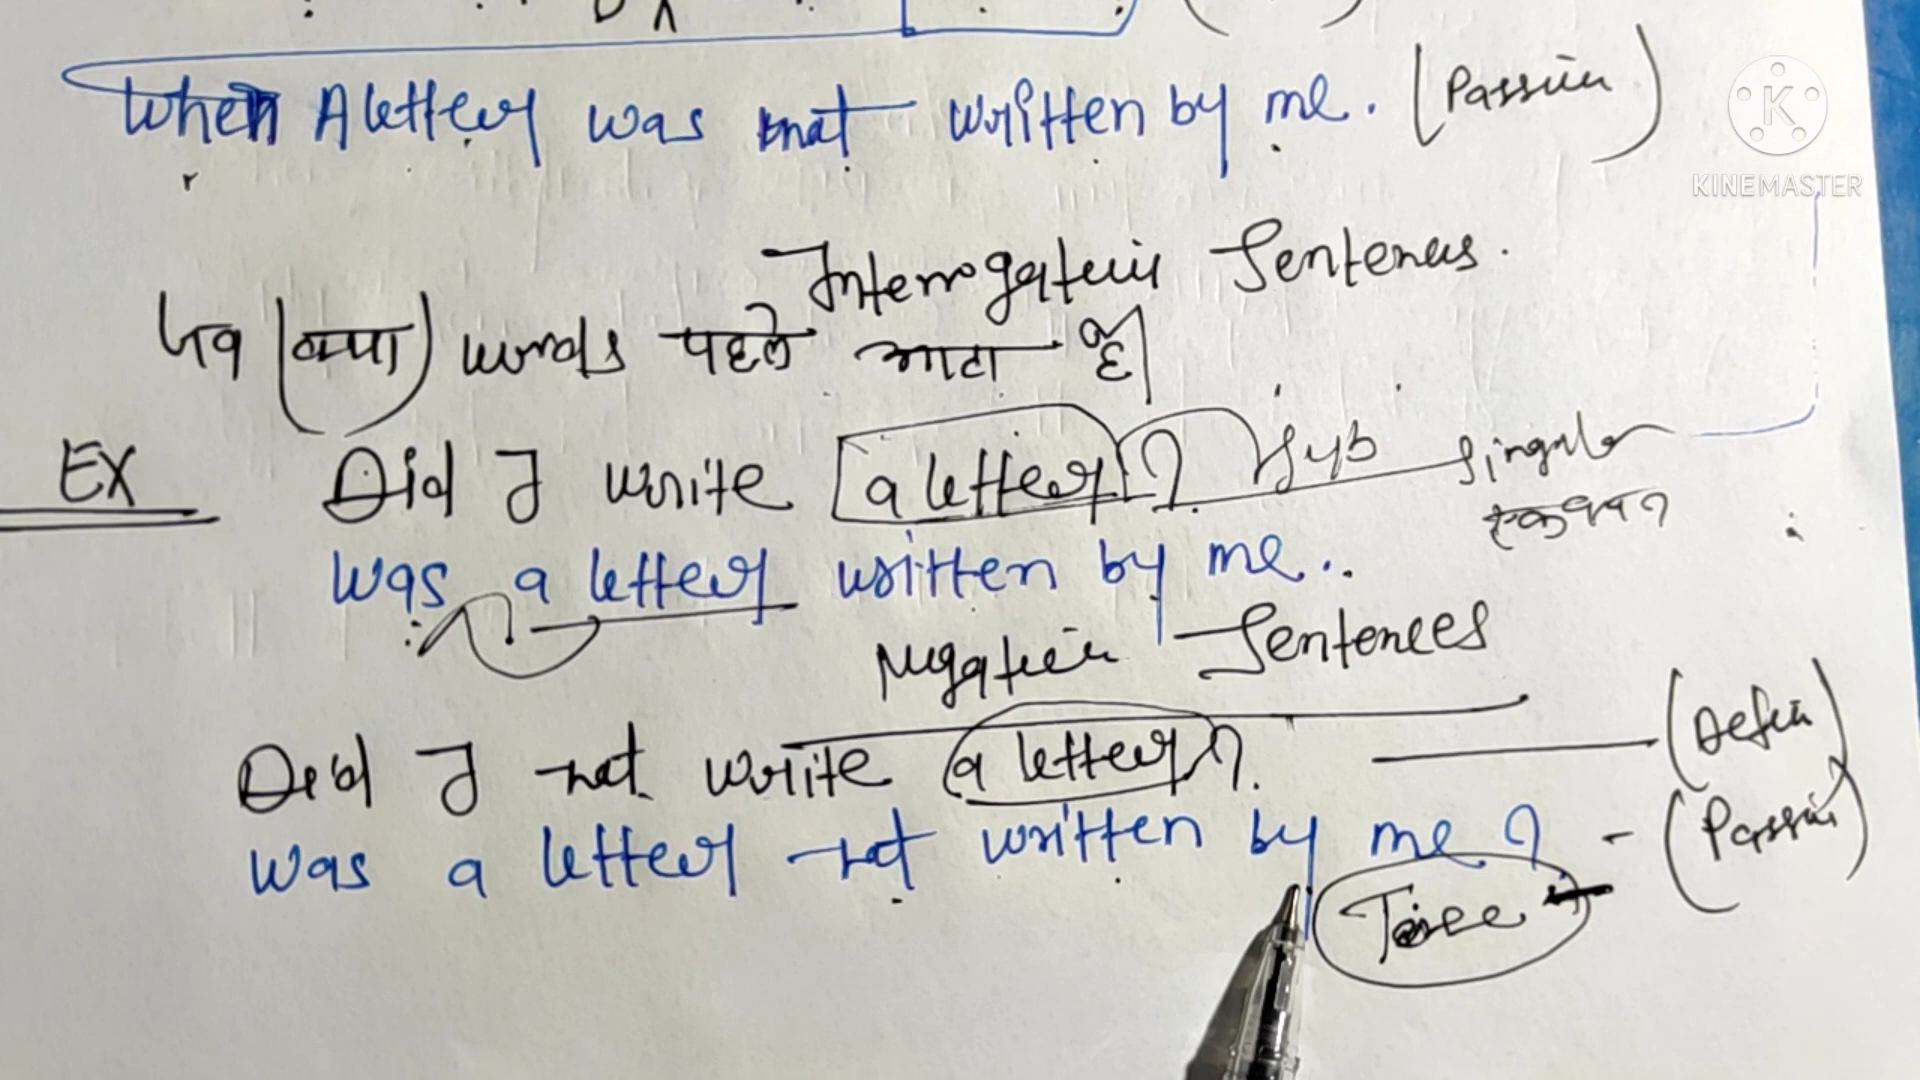 When A letter was not written by me. (Passive)
KINEMASTER
Interrogative Sentences.
जब (क्या) words पहले आता है।
EX Did I write a letter? Sub Singular
एकवचन
was a letter written by me..
Negative Sentences
Did I not write a letter?
was a letter not written by me ? - (Passive)